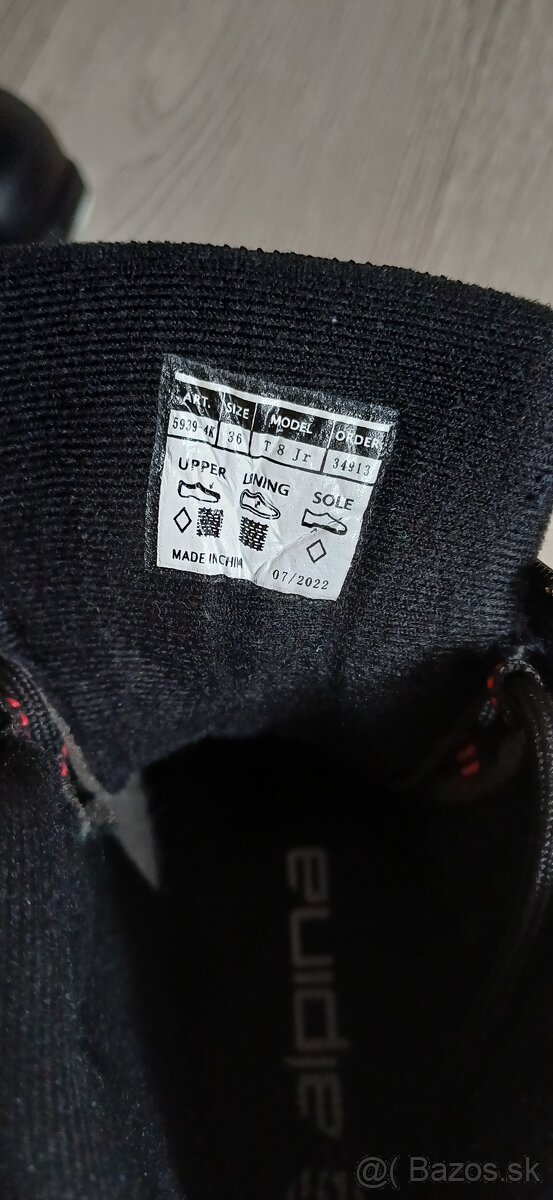 ART. SIZE MODEL ORDER
5939-4K 36 T 8 Jr 34913
UPPER LINING SOLE
MADE IN CHINA 07/2022
alpina
@( Bazos.sk